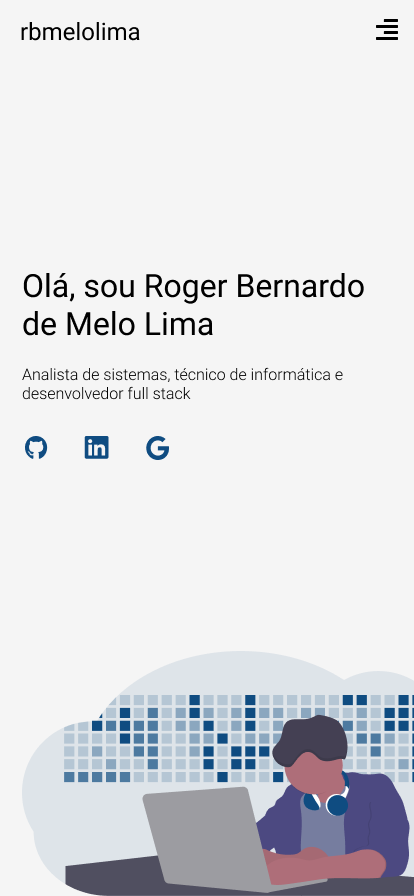 rbmelolima
Olá, sou Roger Bernardo
de Melo Lima
Analista de sistemas, técnico de informática e
desenvolvedor full stack